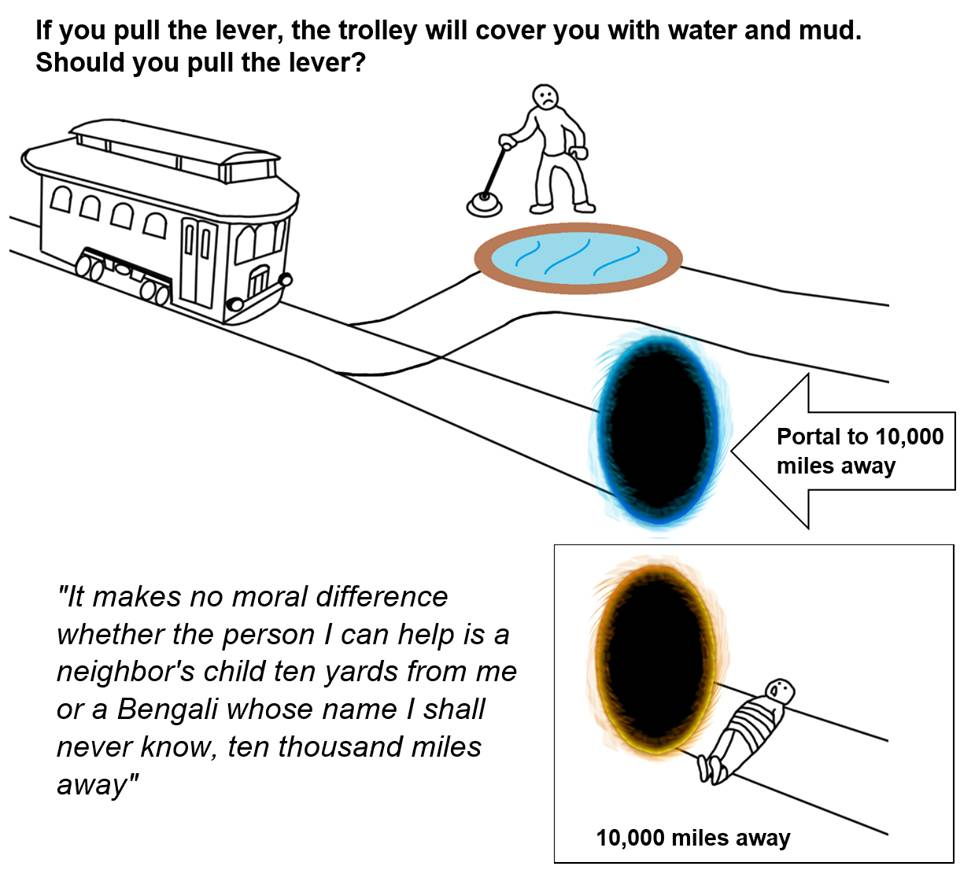 If you pull the lever, the trolley will cover you with water and mud.
Should you pull the lever?
Portal to 10,000
miles away
"It makes no moral difference
whether the person I can help is a
neighbor's child ten yards from me
or a Bengali whose name I shall
never know, ten thousand miles
away"
10,000 miles away